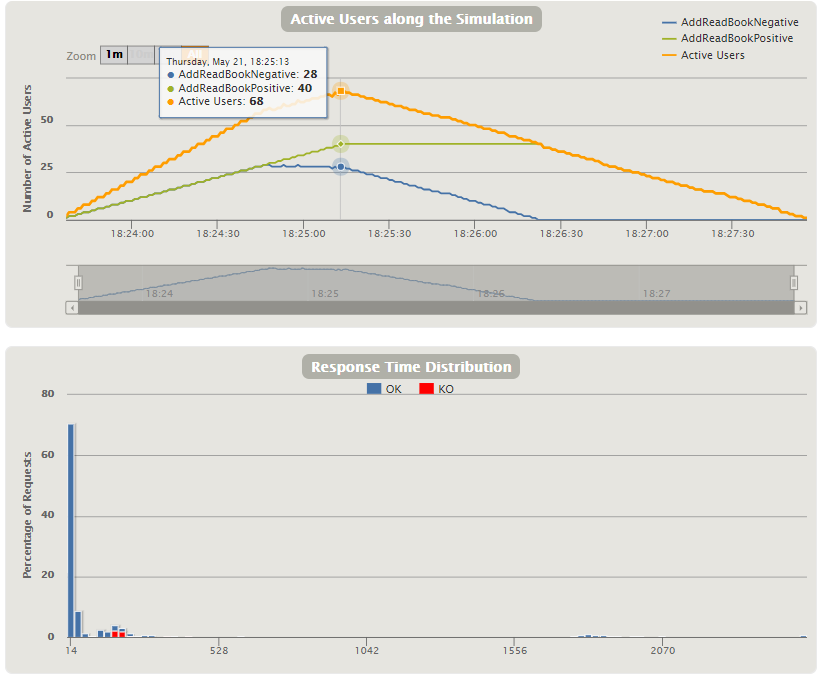 Active Users along the Simulation
AddReadBookNegative
AddReadBookPositive
Active Users
Zoom 1m 10m All
Thursday, May 21, 18:25:13
AddReadBookNegative: 28
AddReadBookPositive: 40
Active Users: 68
Number of Active Users
50
25
0
18:24:00 18:24:30 18:25:00 18:25:30 18:26:00 18:26:30 18:27:00 18:27:30
18:24 18:25 18:26 18:27
Response Time Distribution
OK KO
Percentage of Requests
80
60
40
20
0
14 528 1042 1556 2070